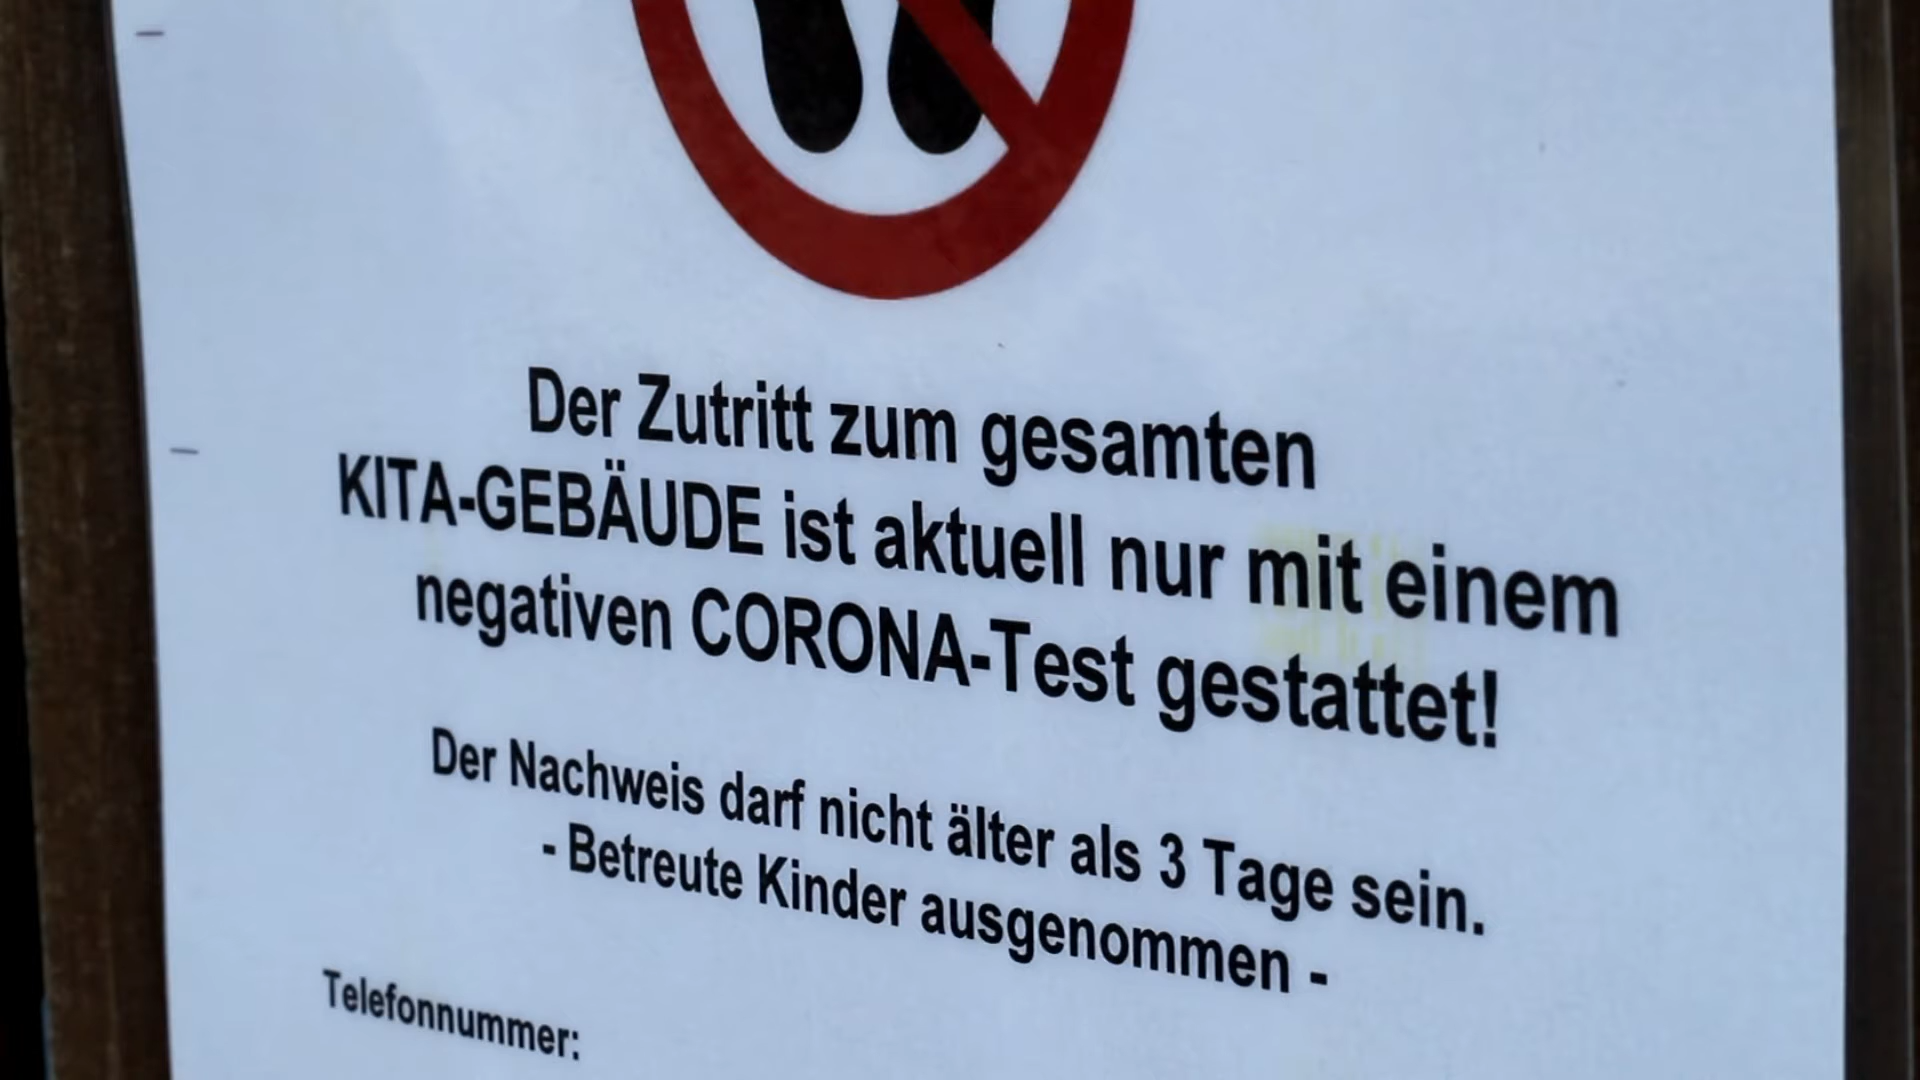 Der Zutritt zum gesamten
KITA-GEBÄUDE ist aktuell nur mit einem
negativen CORONA-Test gestattet!
Der Nachweis darf nicht älter als 3 Tage sein.
- Betreute Kinder ausgenommen -
Telefonnummer: